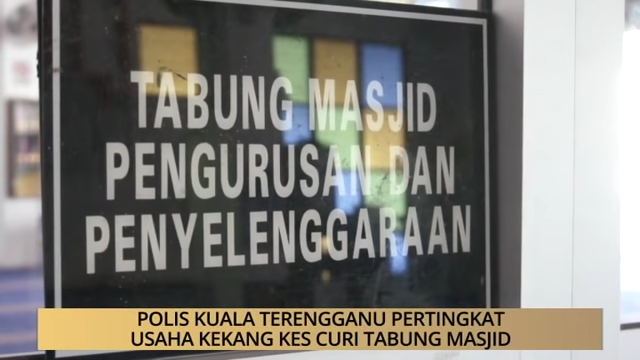 TABUNG MASJID
PENGURUSAN DAN
PENYELENGGARAAN
POLIS KUALA TERENGGANU PERTINGKAT
USAHA KEKANG KES CURI TABUNG MASJID